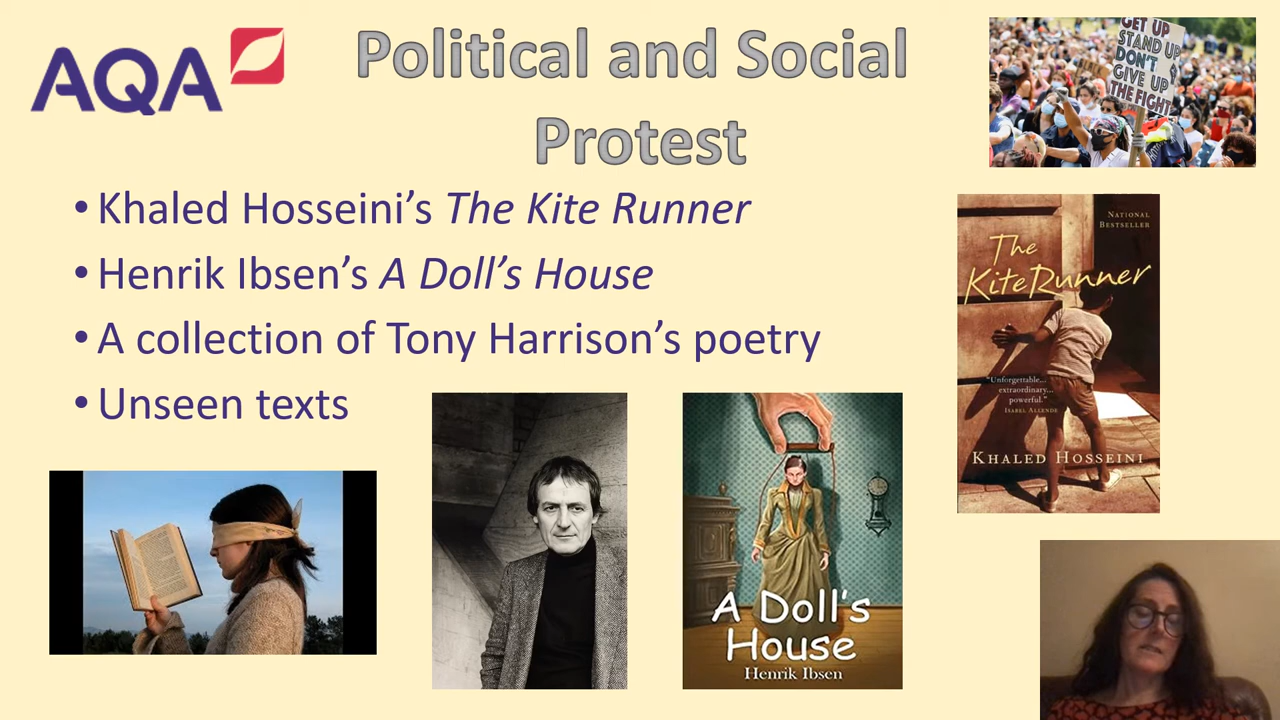 AQA
Political and Social
Protest
GET UP
STAND UP
DON'T
GIVE UP
THE FIGHT
• Khaled Hosseini’s The Kite Runner
• Henrik Ibsen’s A Doll’s House
• A collection of Tony Harrison’s poetry
• Unseen texts
NATIONAL
BESTSELLER
The
Kite Runner
"Unforgettable...
extraordinary...
powerful."
ISABEL ALLENDE
KHALED HOSSEINI
A Doll's
House
Henrik Ibsen